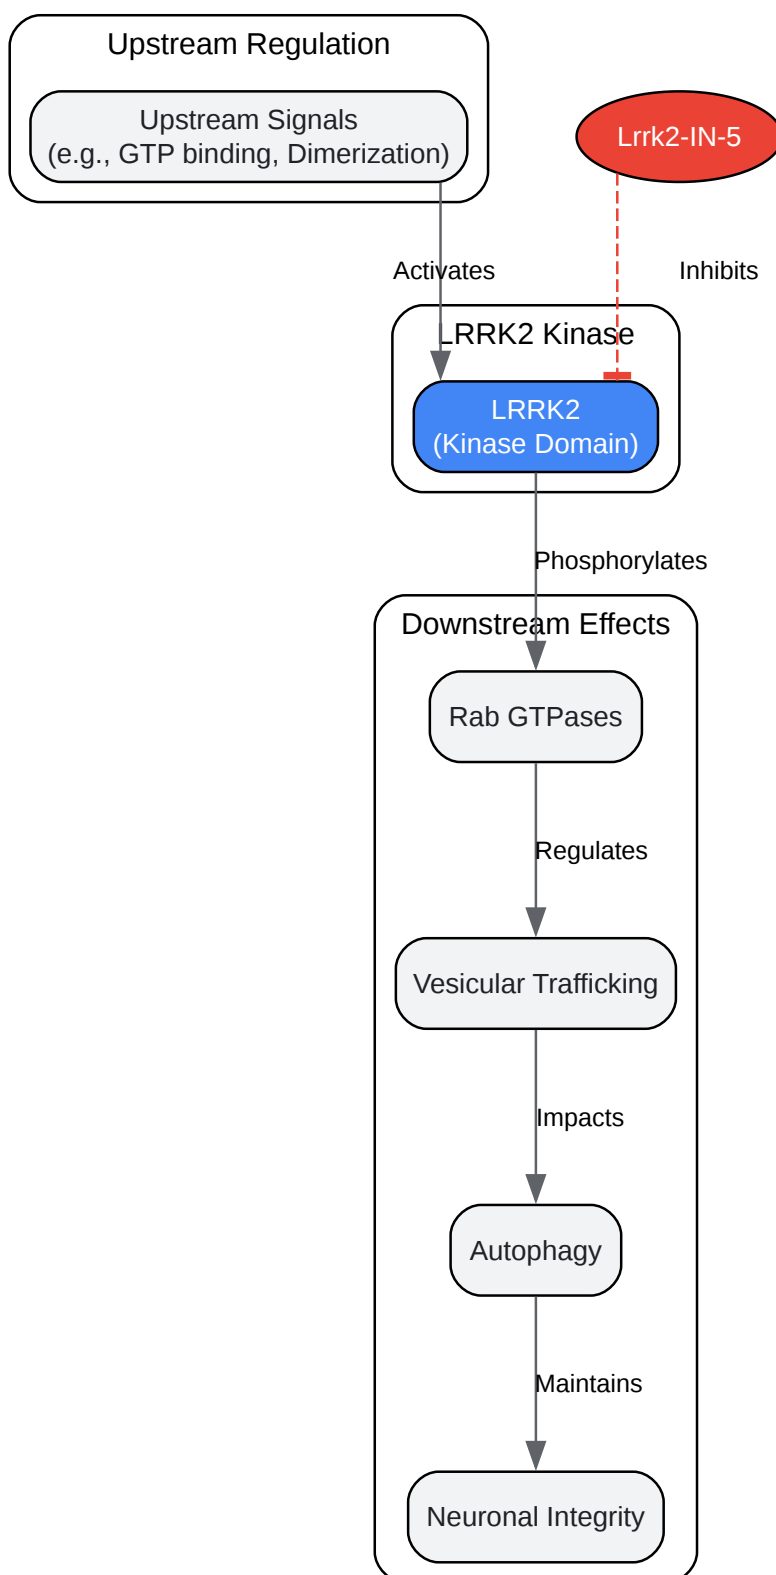 Upstream Regulation
Upstream Signals
(e.g., GTP binding, Dimerization)
Lrrk2-IN-5
Activates
Inhibits
LRRK2 Kinase
LRRK2
(Kinase Domain)
Phosphorylates
Downstream Effects
Rab GTPases
Regulates
Vesicular Trafficking
Impacts
Autophagy
Maintains
Neuronal Integrity